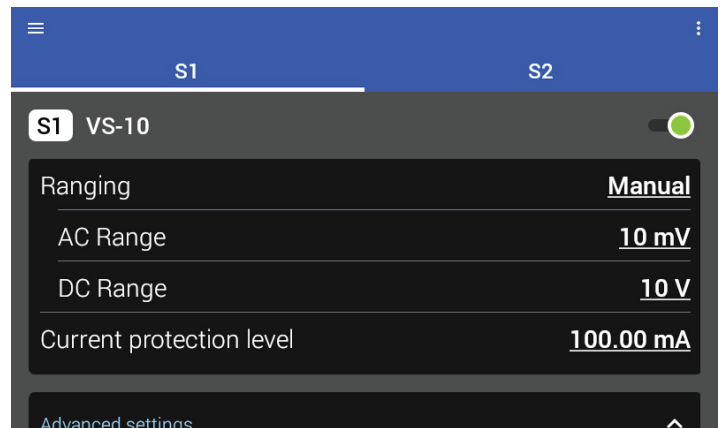 S1 S2
S1 VS-10
Ranging Manual
AC Range 10 mV
DC Range 10 V
Current protection level 100.00 mA
Advanced settings